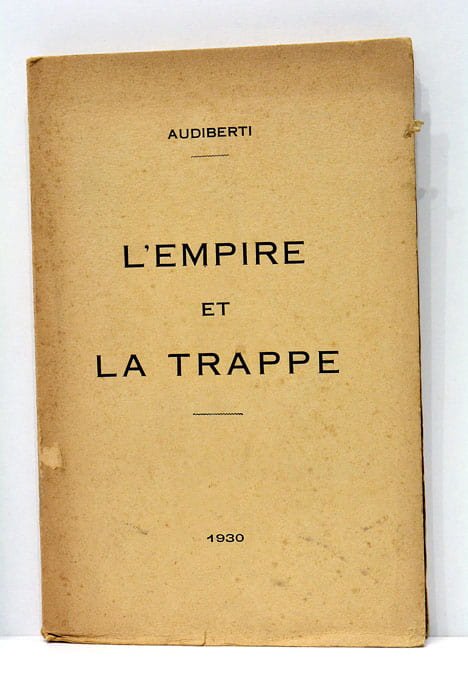 AUDIBERTI
L'EMPIRE
ET
LA TRAPPE
1930